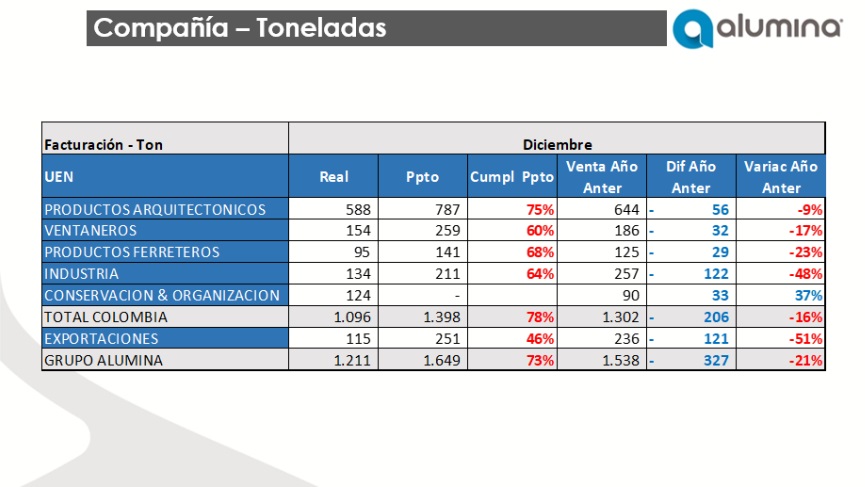 Compañía – Toneladas
alumina
Facturación - Ton Diciembre
UEN Real Ppto Cumpl Ppto Venta Año Anter Dif Año Anter Variac Año Anter
PRODUCTOS ARQUITECTONICOS 588 787 75% 644 - 56 -9%
VENTANEROS 154 259 60% 186 - 32 -17%
PRODUCTOS FERRETEROS 95 141 68% 125 - 29 -23%
INDUSTRIA 134 211 64% 257 - 122 -48%
CONSERVACION & ORGANIZACION 124 - 90 33 37%
TOTAL COLOMBIA 1.096 1.398 78% 1.302 - 206 -16%
EXPORTACIONES 115 251 46% 236 - 121 -51%
GRUPO ALUMINA 1.211 1.649 73% 1.538 - 327 -21%